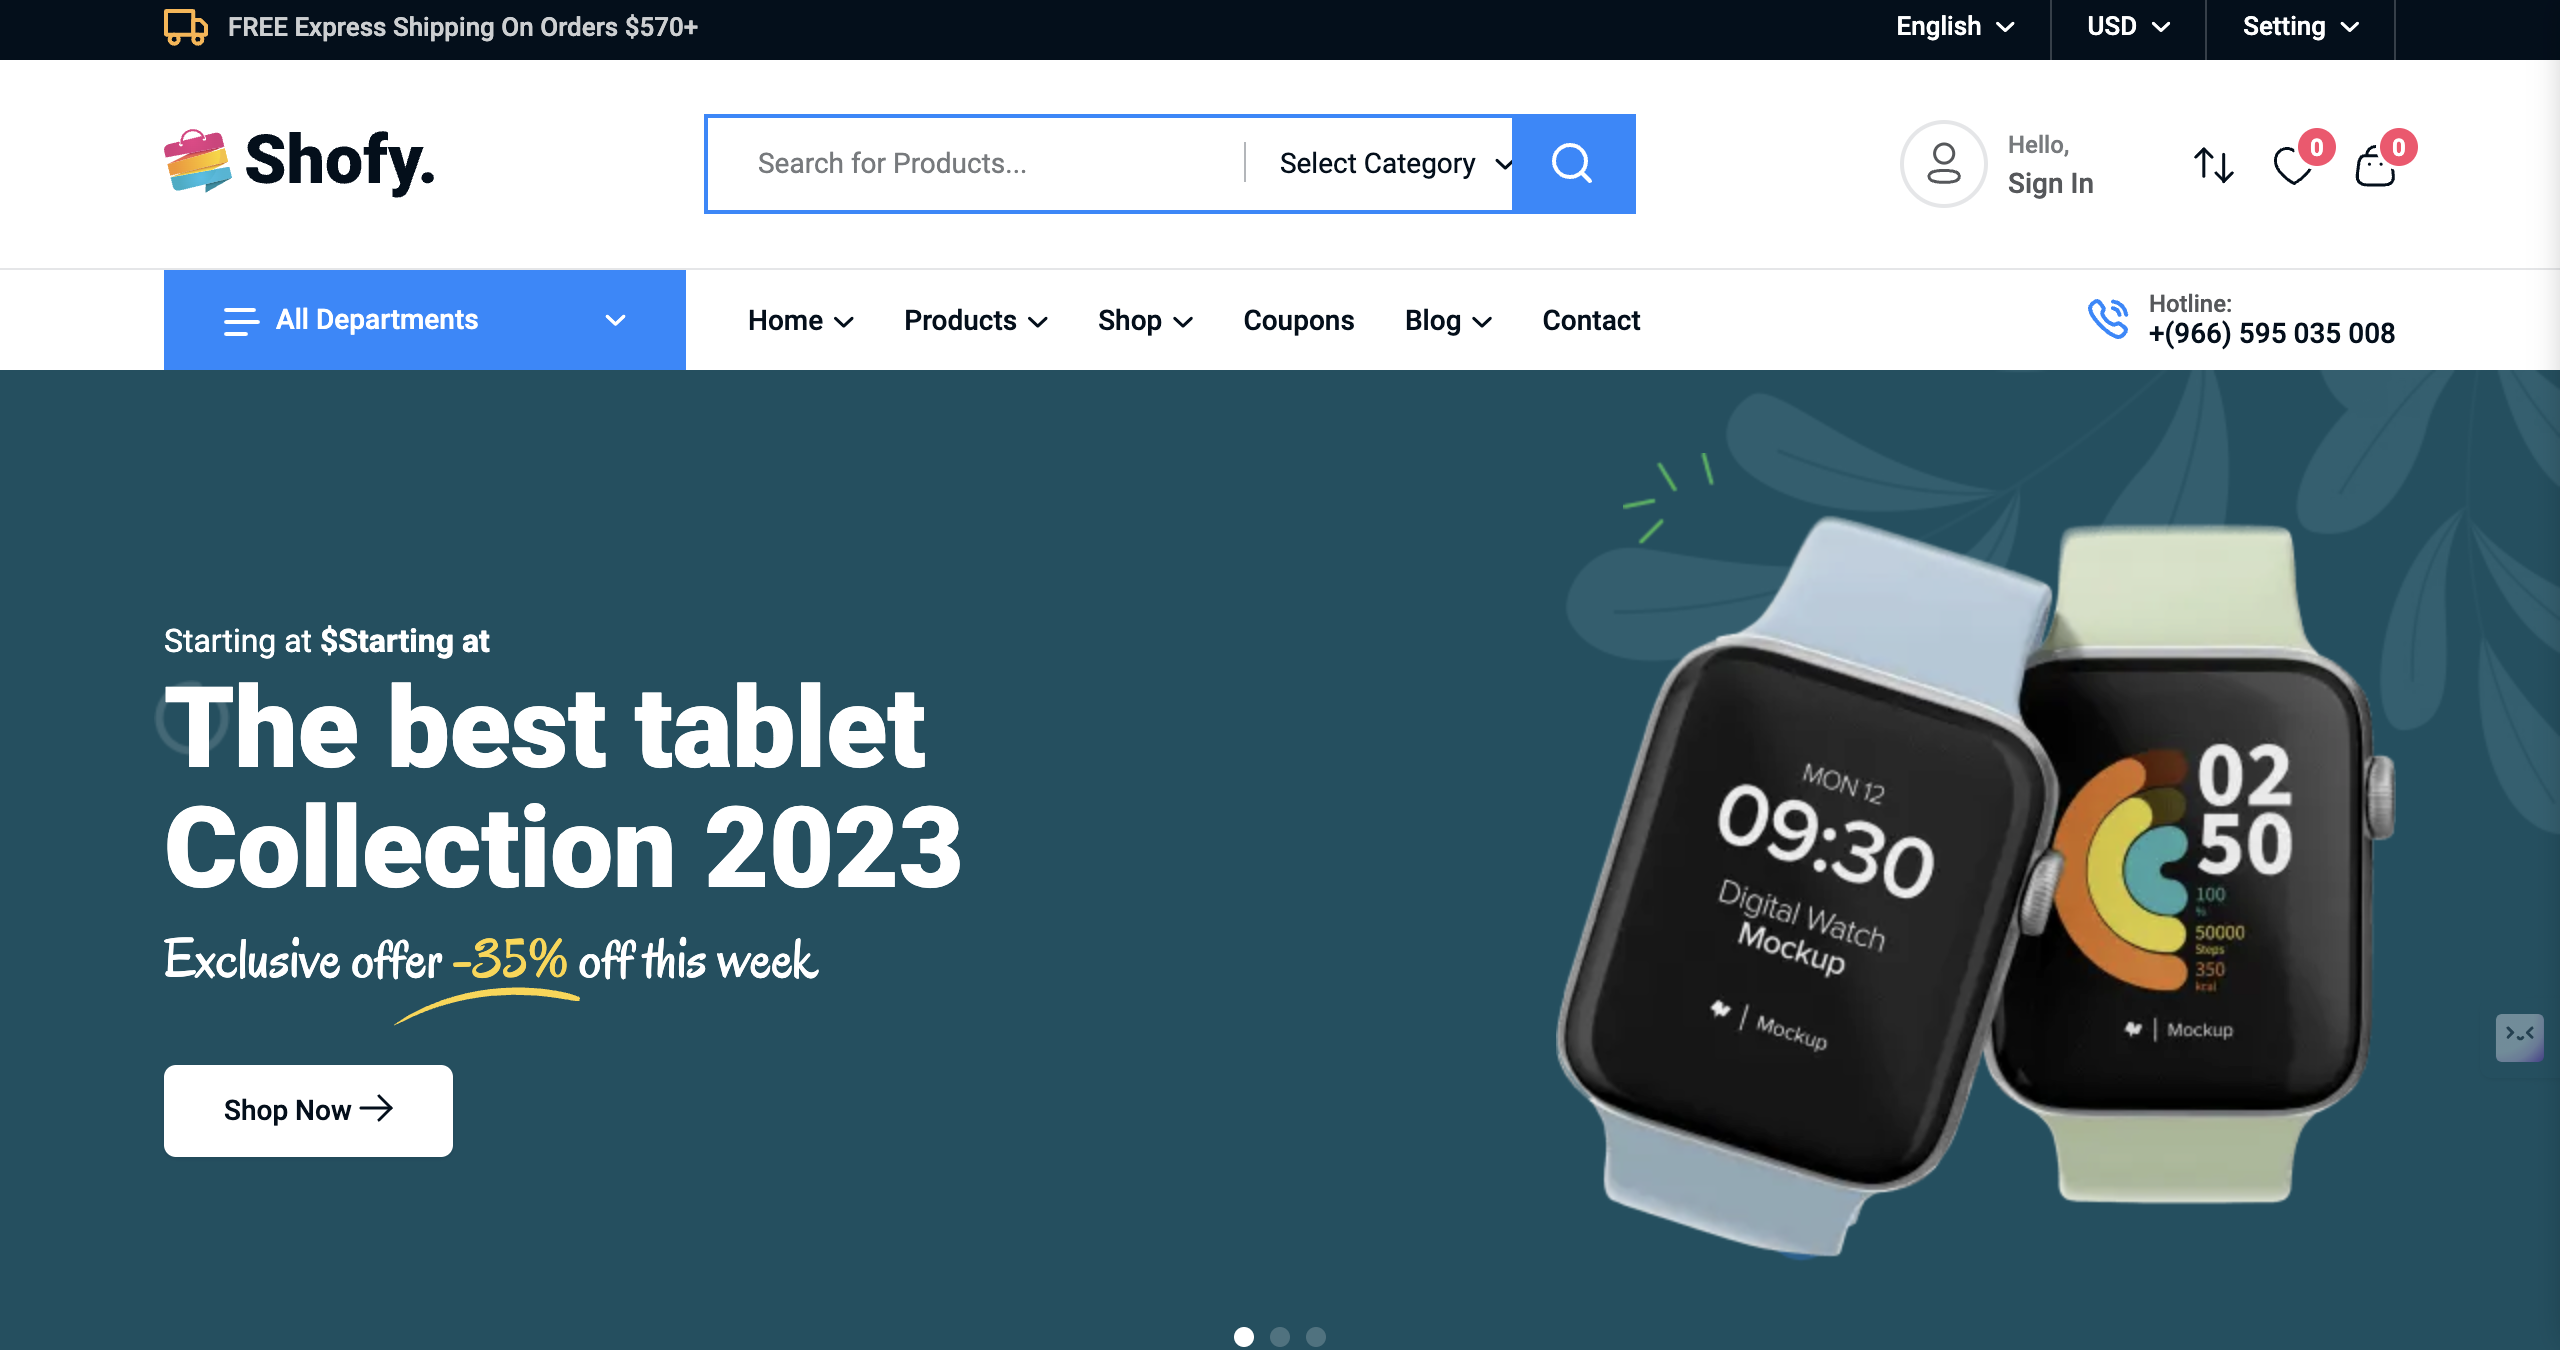 FREE Express Shipping On Orders $570+
English
USD
Setting
Shofy.
Search for Products...
Select Category
Hello,
Sign In
0
0
All Departments
Home
Products
Shop
Coupons
Blog
Contact
Hotline:
+(966) 595 035 008
Starting at $Starting at
The best tablet
Collection 2023
Exclusive offer -35% off this week
Shop Now
MON 12
09:30
Digital Watch
Mockup
Mockup
02
50
100
%
50000
Steps
350
kcal
Mockup